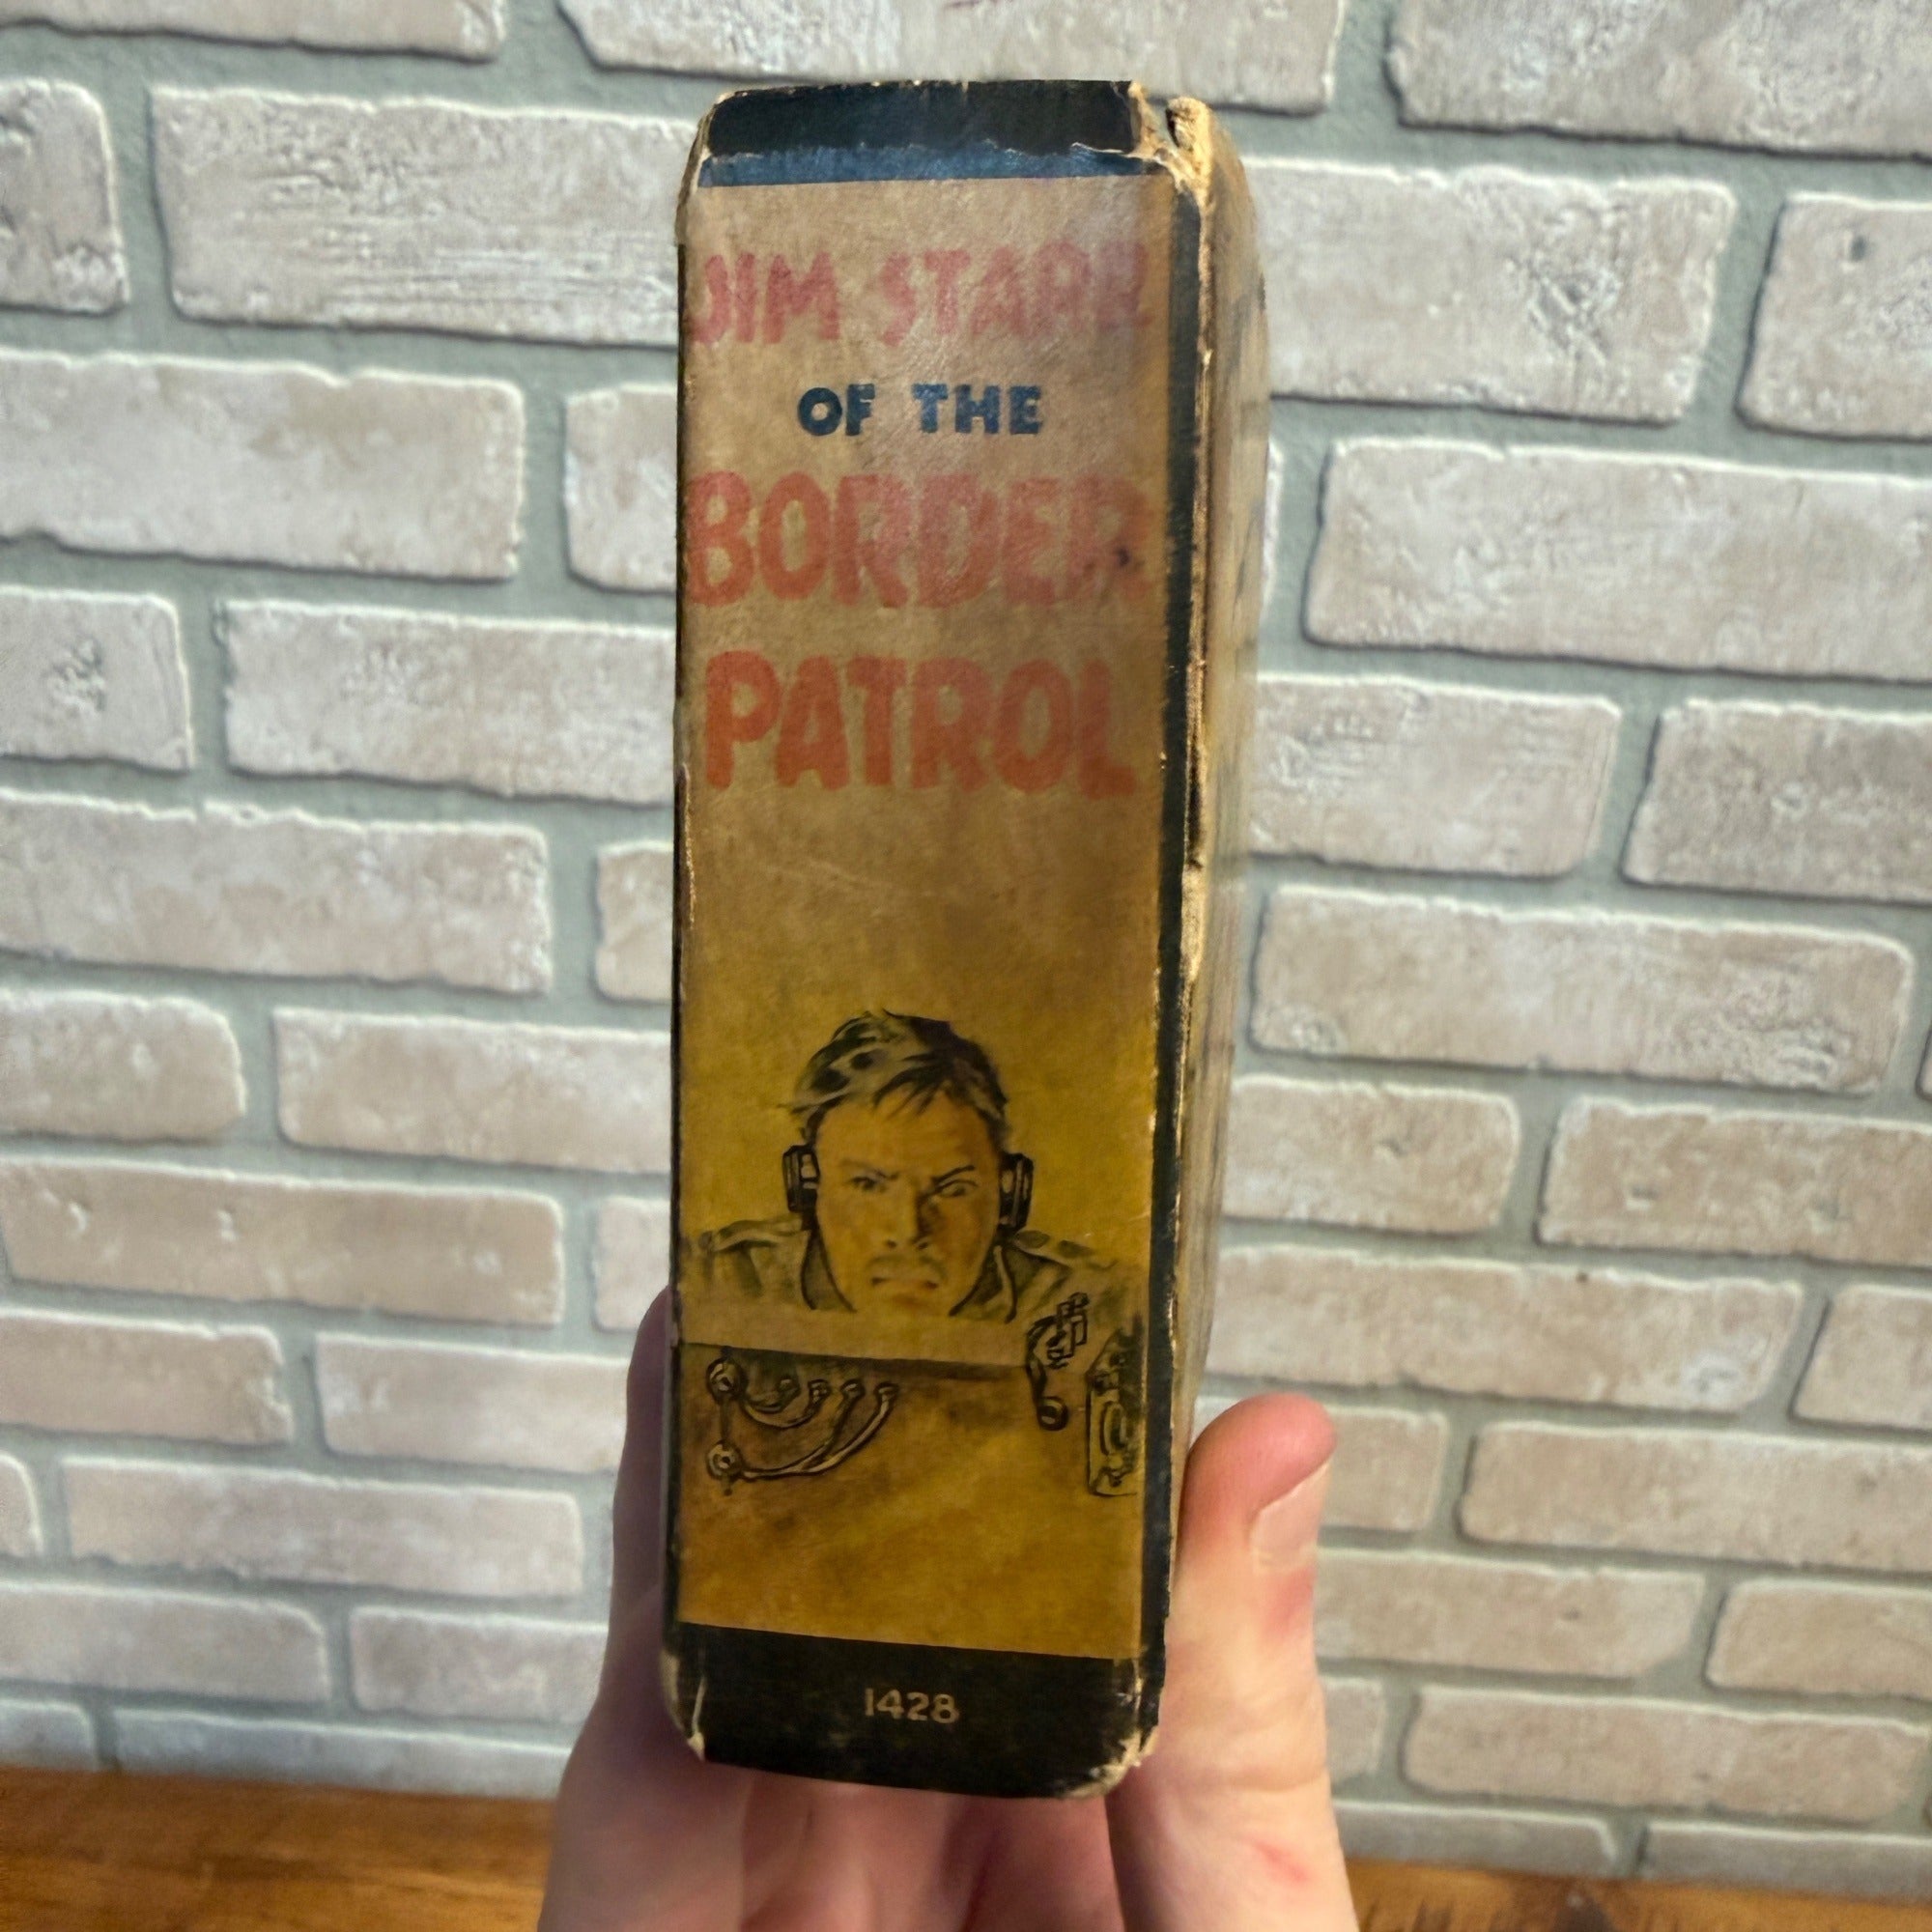 JIM STARR
OF THE
BORDER
PATROL
1428